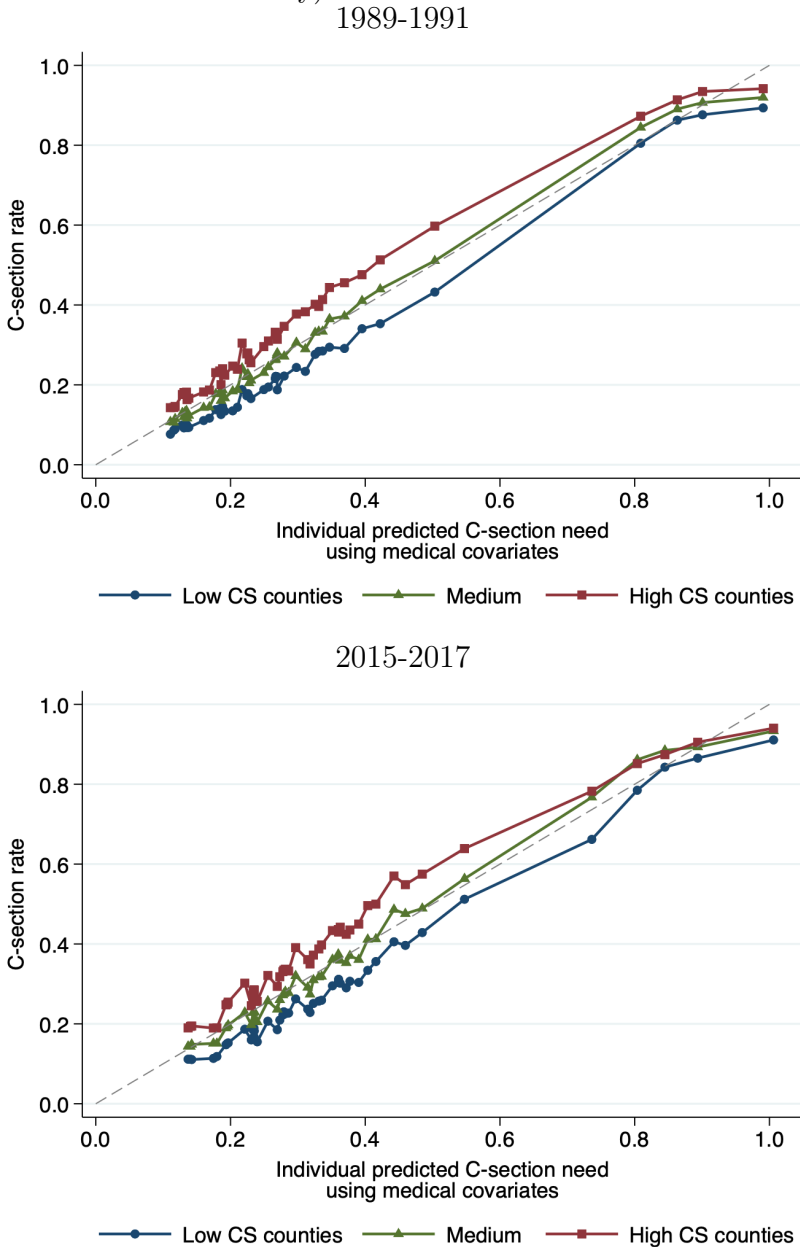 1989-1991
1.0
0.8
0.6
0.4
0.2
0.0
C-section rate
0.0 0.2 0.4 0.6 0.8 1.0
Individual predicted C-section need
using medical covariates
Low CS counties Medium High CS counties
2015-2017
1.0
0.8
0.6
0.4
0.2
0.0
C-section rate
0.0 0.2 0.4 0.6 0.8 1.0
Individual predicted C-section need
using medical covariates
Low CS counties Medium High CS counties